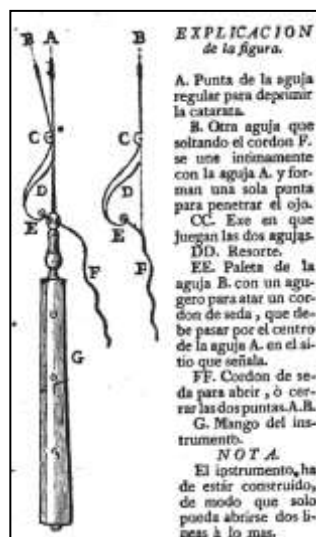 B A B
C C
D D
E E
F F
G
EXPLICACION
de la figura.
A. Punta de la aguja
regular para deprimir
la catarata.
B. Otra aguja que
soltando el cordon F.
se une intimamente
con la aguja A. y for-
man una sola punta
para penetrar el ojo.
CC. Exe en que
juegan las dos agujas.
DD. Resorte.
EE. Paleta de la
aguja B. con un agu-
gero para atar un cor-
don de seda, que de-
be pasar por el centro
de la aguja A. en el si-
tio que señala.
FF. Cordon de se-
da para abrir, ò cer-
rar las dos puntas.A.B.
G. Mango del ins-
trumento.
NOTA.
El instrumento, ha
de estár construido,
de modo que solo
pueda abrirse dos li-
neas à lo mas.